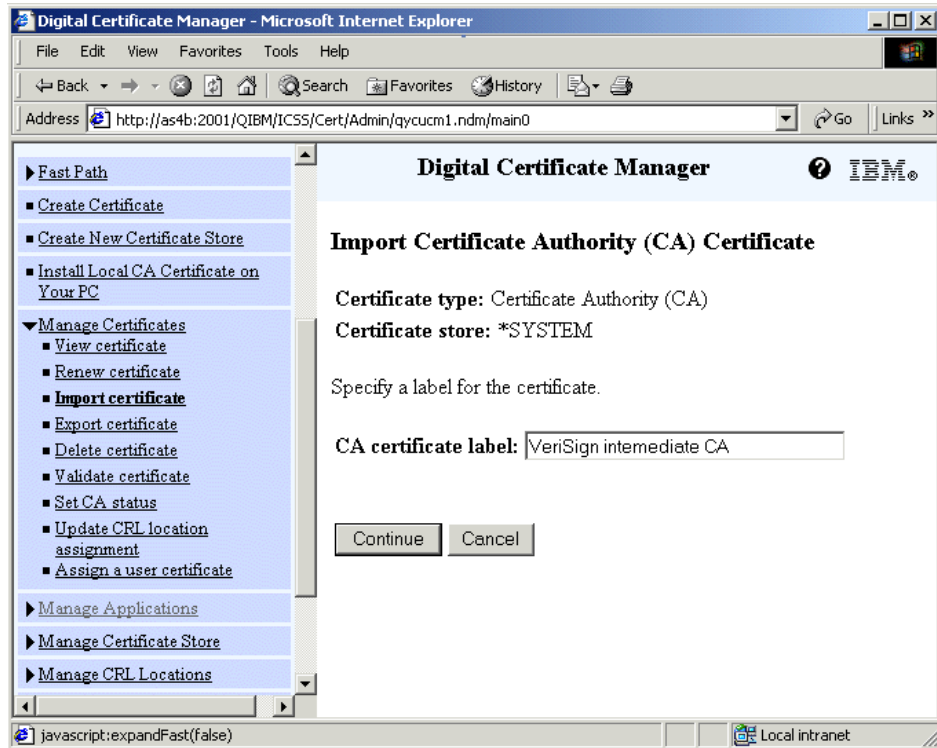 Digital Certificate Manager - Microsoft Internet Explorer
File Edit View Favorites Tools Help
Back Search Favorites History
Address http://as4b:2001/QIBM/ICSS/Cert/Admin/qycucm1.ndm/main0 Go Links »
Fast Path
Create Certificate
Create New Certificate Store
Install Local CA Certificate on
Your PC
Manage Certificates
View certificate
Renew certificate
Import certificate
Export certificate
Delete certificate
Validate certificate
Set CA status
Update CRL location
assignment
Assign a user certificate
Manage Applications
Manage Certificate Store
Manage CRL Locations
Digital Certificate Manager ? IBM®
Import Certificate Authority (CA) Certificate
Certificate type: Certificate Authority (CA)
Certificate store: *SYSTEM
Specify a label for the certificate.
CA certificate label: VeriSign intemediate CA
Continue Cancel
javascript:expandFast(false) Local intranet